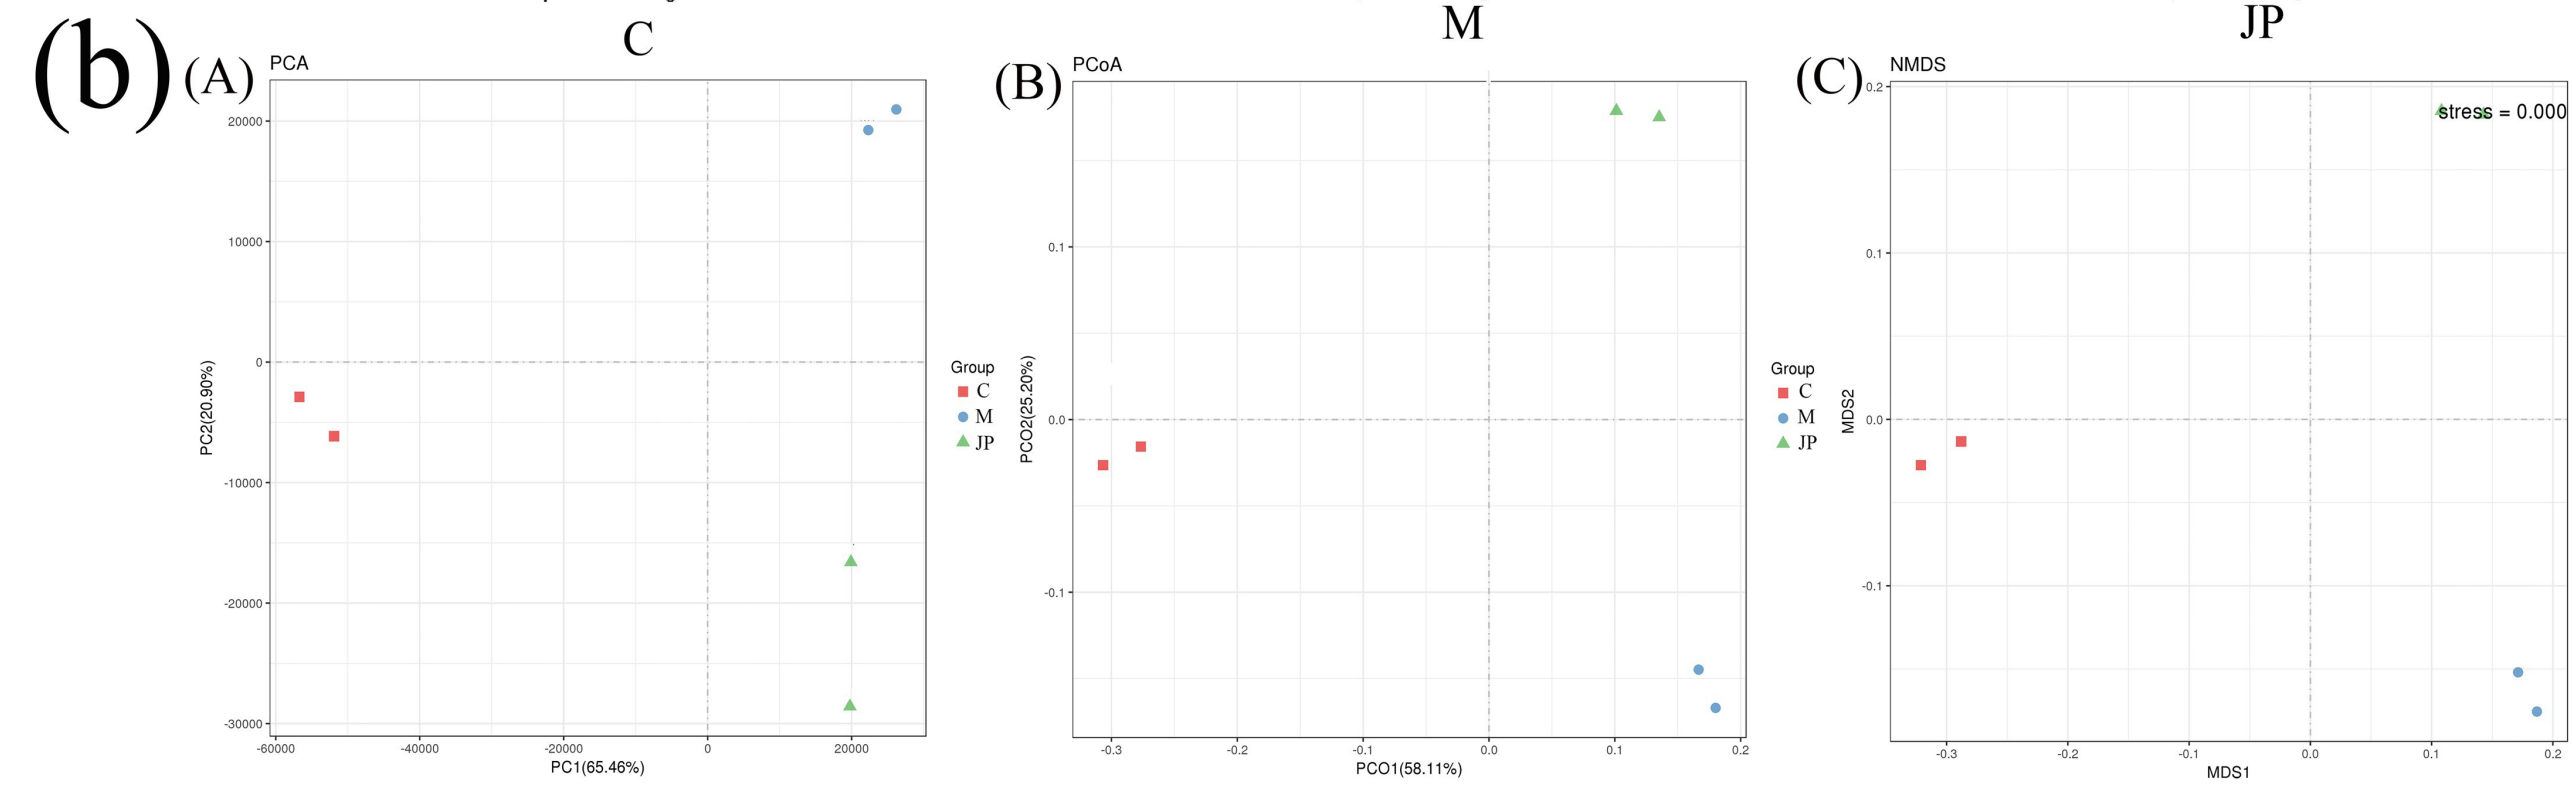 (b)
C
M
JP
(A)
PCA
20000
10000
0
-10000
-20000
-30000
PC2(20.90%)
-60000
-40000
-20000
0
20000
PC1(65.46%)
Group
C
M
JP
(B)
PCoA
0.1
0.0
-0.1
PCO2(25.20%)
-0.3
-0.2
-0.1
0.0
0.1
0.2
PCO1(58.11%)
Group
C
M
JP
(C)
NMDS
stress = 0.000
0.2
0.1
0.0
-0.1
MDS2
-0.3
-0.2
-0.1
0.0
0.1
0.2
MDS1